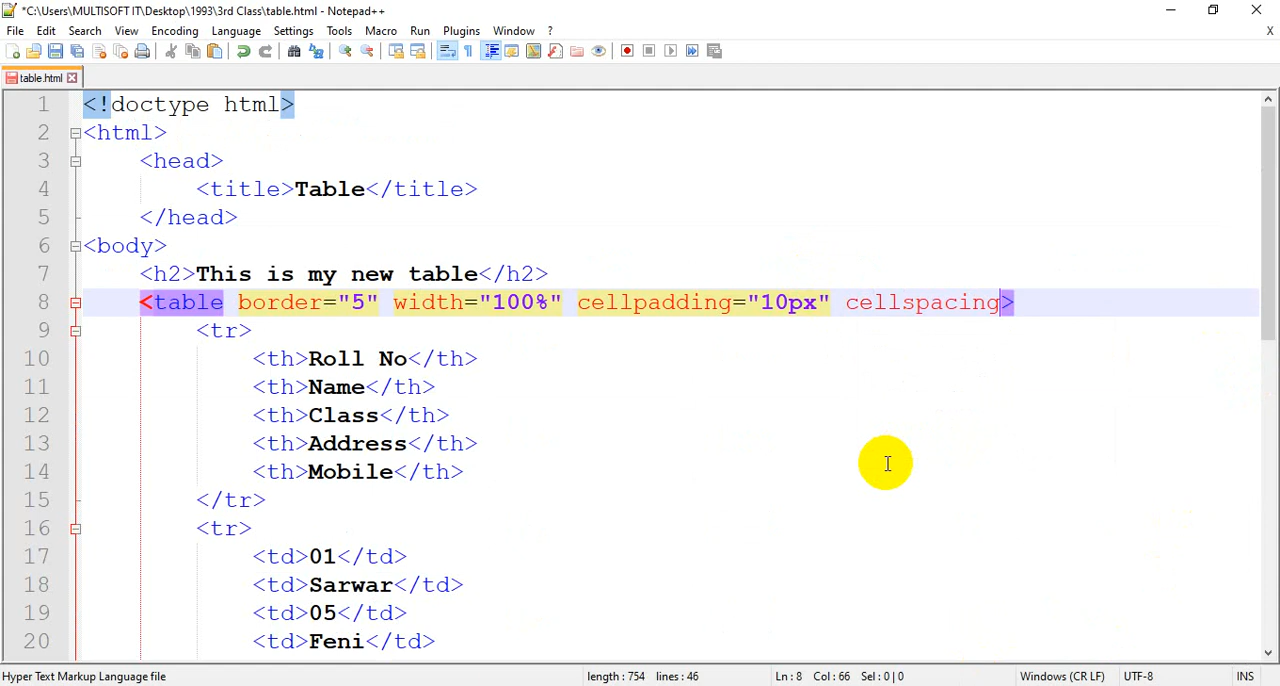 *C:\Users\MULTISOFT IT\Desktop\1993\3rd Class\table.html - Notepad++
File Edit Search View Encoding Language Settings Tools Macro Run Plugins Window ? X
table.html
1 <!doctype html>
2 <html>
3 <head>
4 <title>Table</title>
5 </head>
6 <body>
7 <h2>This is my new table</h2>
8 <table border="5" width="100%" cellpadding="10px" cellspacing>
9 <tr>
10 <th>Roll No</th>
11 <th>Name</th>
12 <th>Class</th>
13 <th>Address</th>
14 <th>Mobile</th>
15 </tr>
16 <tr>
17 <td>01</td>
18 <td>Sarwar</td>
19 <td>05</td>
20 <td>Feni</td>
Hyper Text Markup Language file length : 754 lines : 46 Ln : 8 Col : 66 Sel : 0 | 0 Windows (CR LF) UTF-8 INS